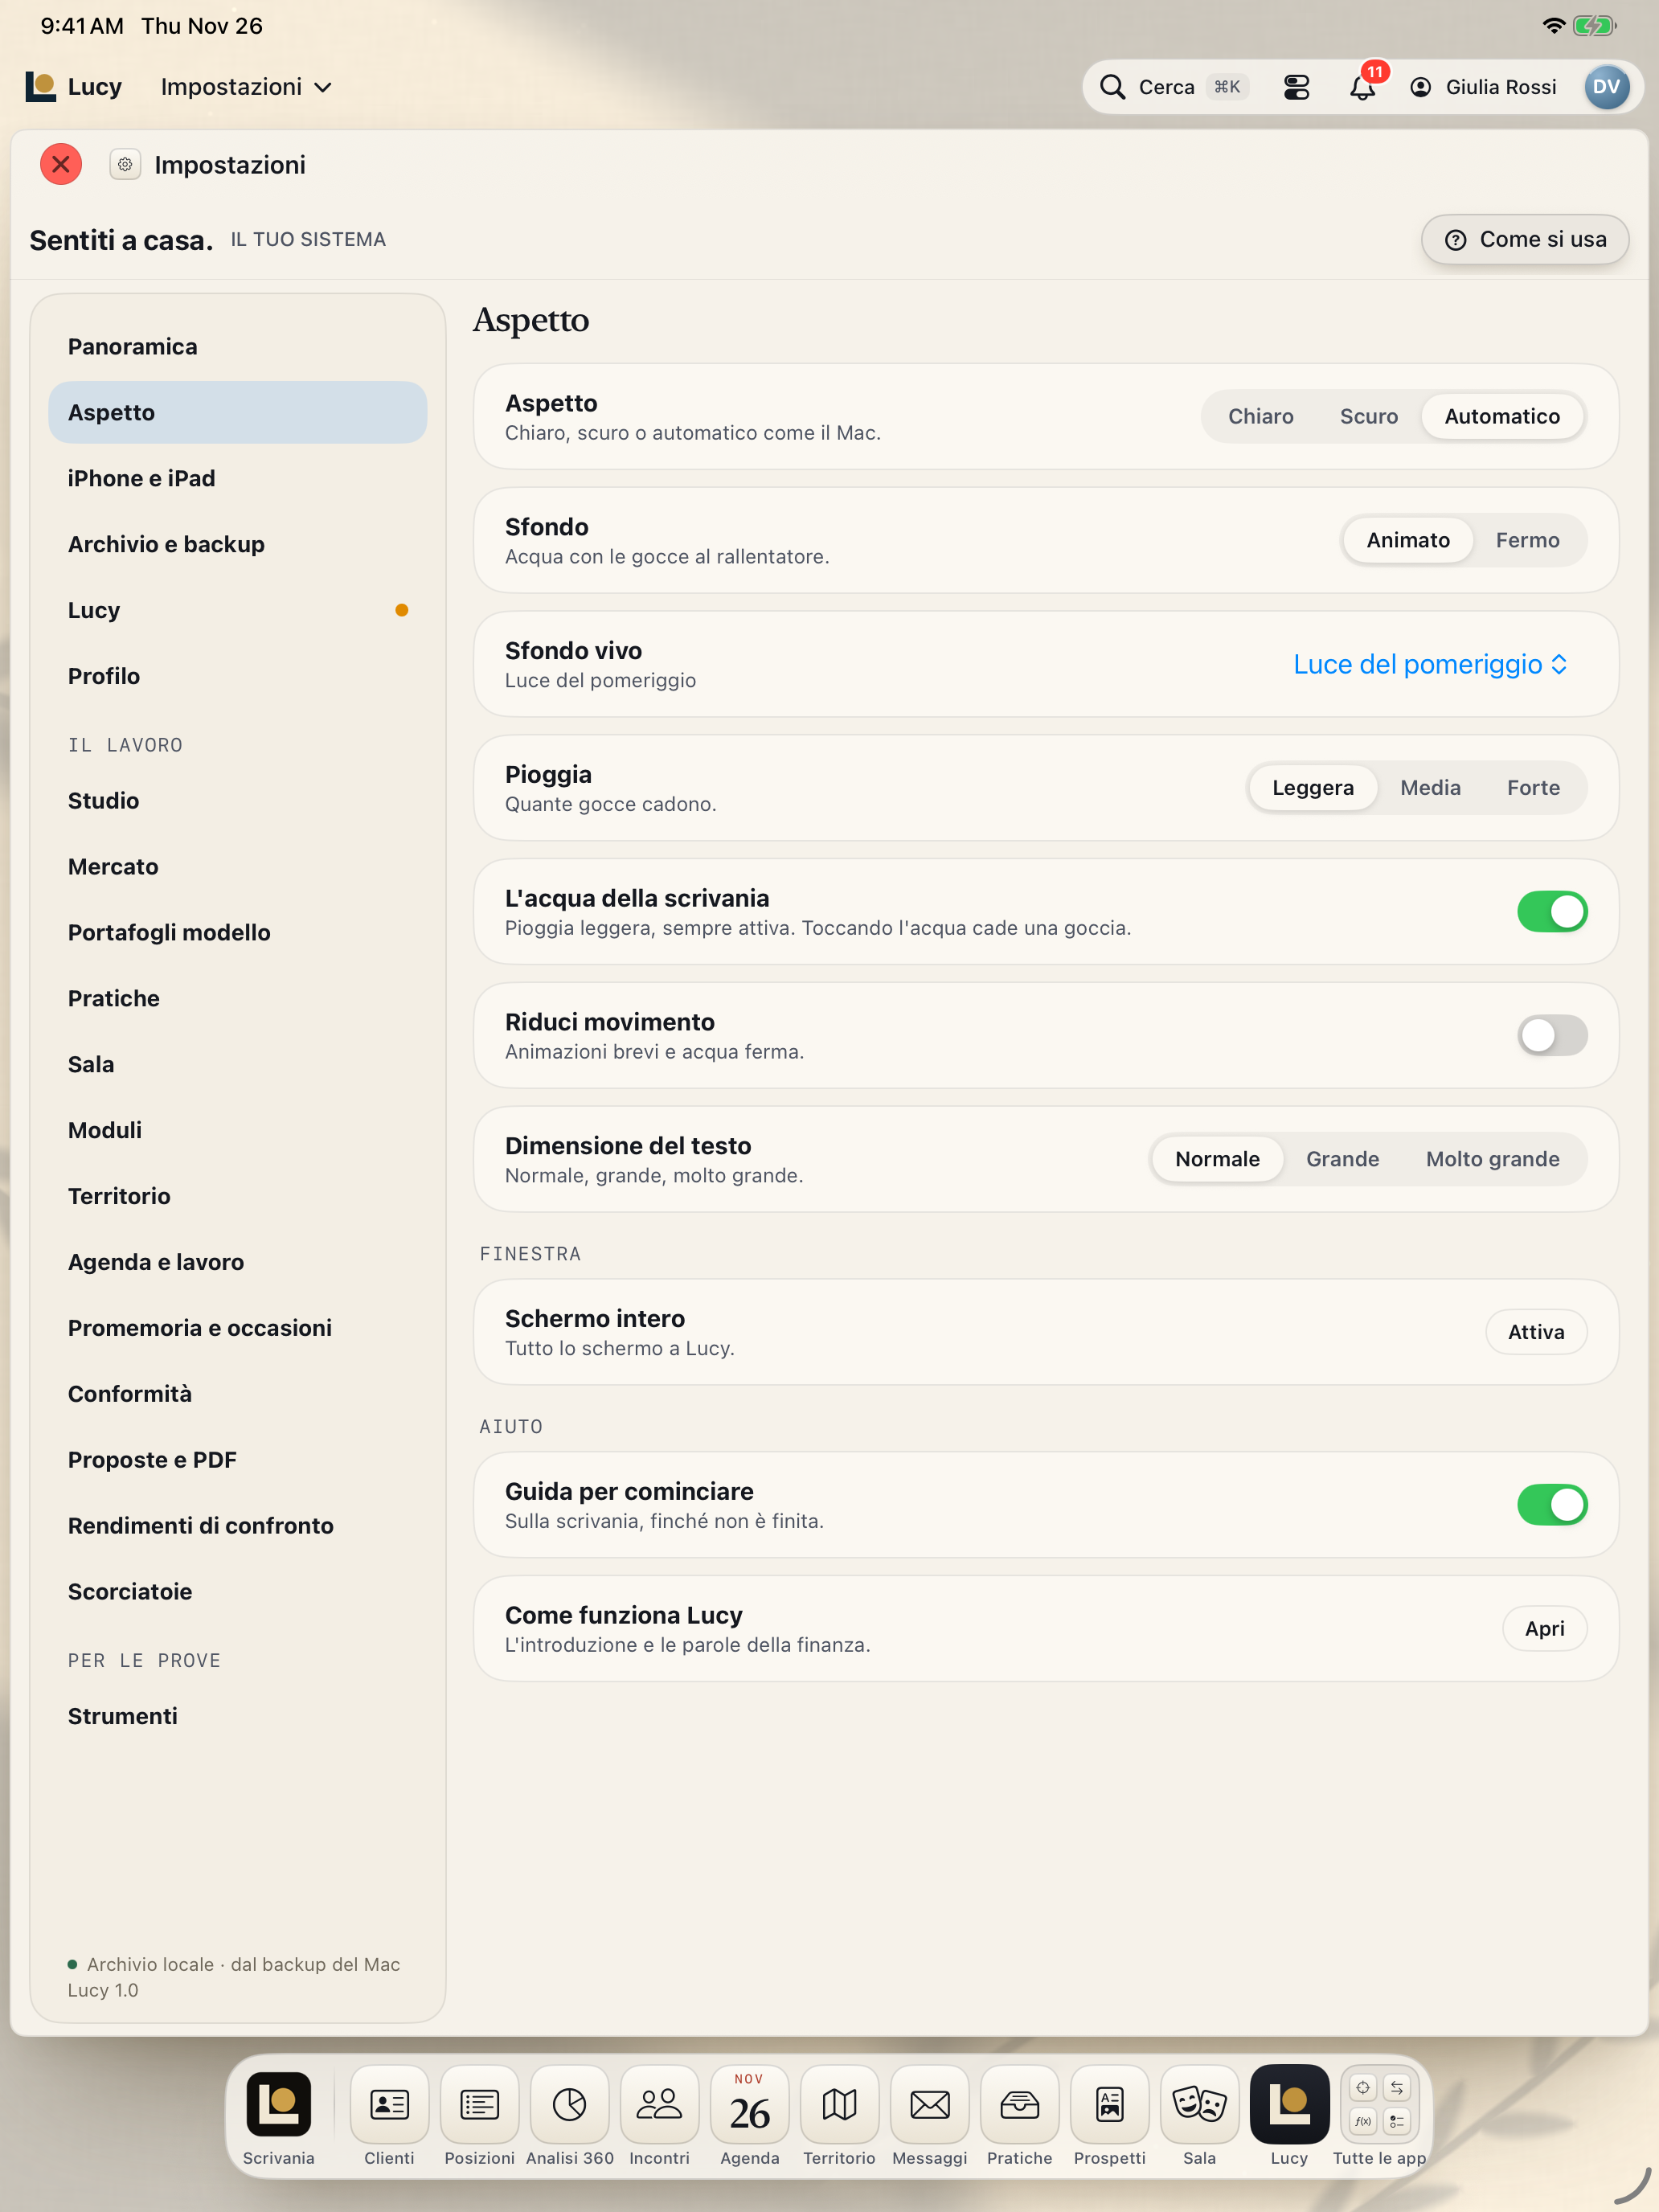 9:41 AM Thu Nov 26
Lucy Impostazioni Cerca ⌘K 11 Giulia Rossi DV
Impostazioni
Sentiti a casa. IL TUO SISTEMA Come si usa
Panoramica
Aspetto
iPhone e iPad
Archivio e backup
Lucy
Profilo
IL LAVORO
Studio
Mercato
Portafogli modello
Pratiche
Sala
Moduli
Territorio
Agenda e lavoro
Promemoria e occasioni
Conformità
Proposte e PDF
Rendimenti di confronto
Scorciatoie
PER LE PROVE
Strumenti
Archivio locale · dal backup del Mac
Lucy 1.0
Aspetto
Aspetto
Chiaro, scuro o automatico come il Mac.
Chiaro Scuro Automatico
Sfondo
Acqua con le gocce al rallentatore.
Animato Fermo
Sfondo vivo
Luce del pomeriggio
Luce del pomeriggio
Pioggia
Quante gocce cadono.
Leggera Media Forte
L'acqua della scrivania
Pioggia leggera, sempre attiva. Toccando l'acqua cade una goccia.
Riduci movimento
Animazioni brevi e acqua ferma.
Dimensione del testo
Normale, grande, molto grande.
Normale Grande Molto grande
FINESTRA
Schermo intero
Tutto lo schermo a Lucy.
Attiva
AIUTO
Guida per cominciare
Sulla scrivania, finché non è finita.
Come funziona Lucy
L'introduzione e le parole della finanza.
Apri
NOV
26
f(x)
Scrivania Clienti Posizioni Analisi 360 Incontri Agenda Territorio Messaggi Pratiche Prospetti Sala Lucy Tutte le app